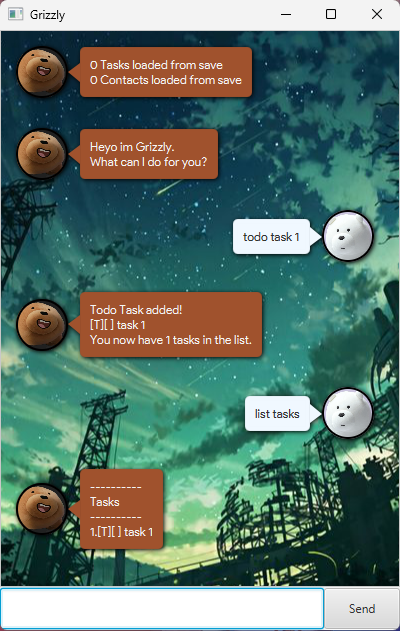 Grizzly
0 Tasks loaded from save
0 Contacts loaded from save
Heyo im Grizzly.
What can I do for you?
todo task 1
Todo Task added!
[T][ ] task 1
You now have 1 tasks in the list.
list tasks
----------
Tasks
----------
1.[T][ ] task 1
Send